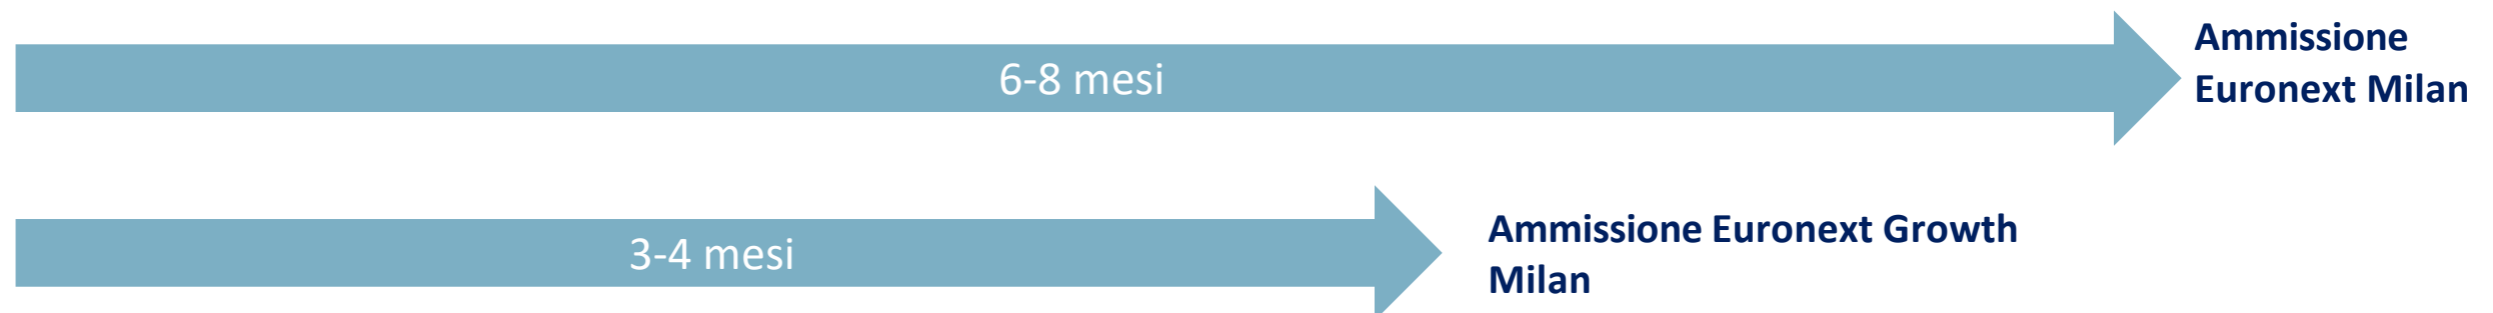 6-8 mesi
Ammissione
Euronext Milan
3-4 mesi
Ammissione Euronext Growth
Milan